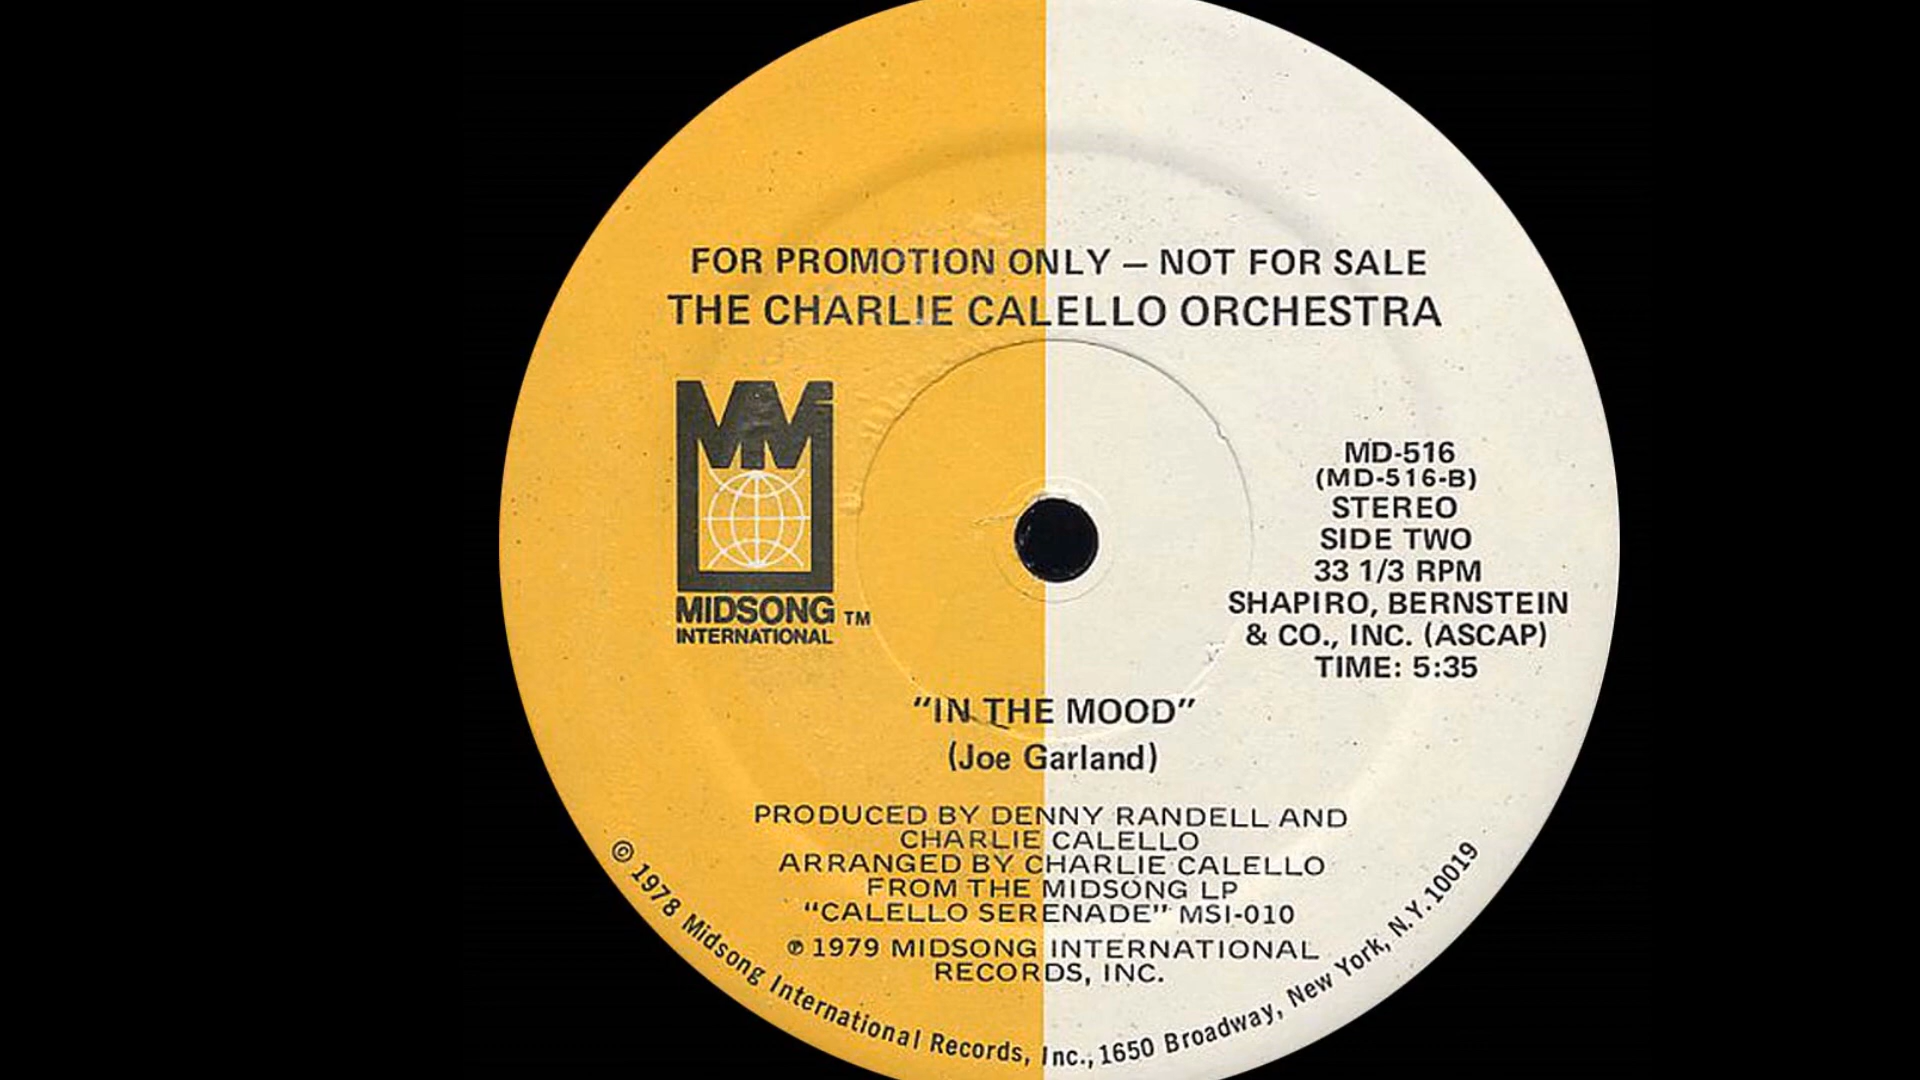 FOR PROMOTION ONLY – NOT FOR SALE
THE CHARLIE CALELLO ORCHESTRA
MM
MIDSONG TM
INTERNATIONAL
MD-516
(MD-516-B)
STEREO
SIDE TWO
33 1/3 RPM
SHAPIRO, BERNSTEIN
& CO., INC. (ASCAP)
TIME: 5:35
"IN THE MOOD"
(Joe Garland)
PRODUCED BY DENNY RANDELL AND
CHARLIE CALELLO
ARRANGED BY CHARLIE CALELLO
FROM THE MIDSONG LP
"CALELLO SERENADE" MSI-010
℗ 1979 MIDSONG INTERNATIONAL
RECORDS, INC.
© 1978 Midsong International Records, Inc., 1650 Broadway, New York, N.Y. 10019